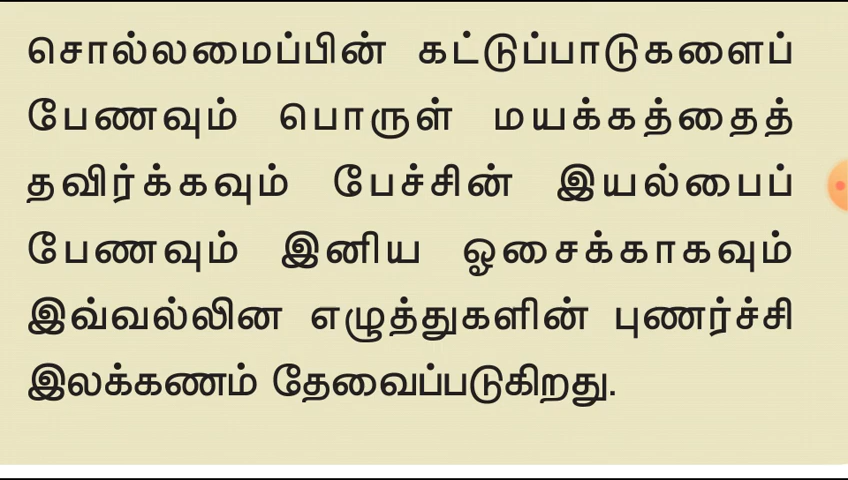 சொல்லமைப்பின் கட்டுப்பாடுகளைப்
பேணவும் பொருள் மயக்கத்தைத்
தவிர்க்கவும் பேச்சின் இயல்பைப்
பேணவும் இனிய ஓசைக்காகவும்
இவ்வல்லின எழுத்துகளின் புணர்ச்சி
இலக்கணம் தேவைப்படுகிறது.